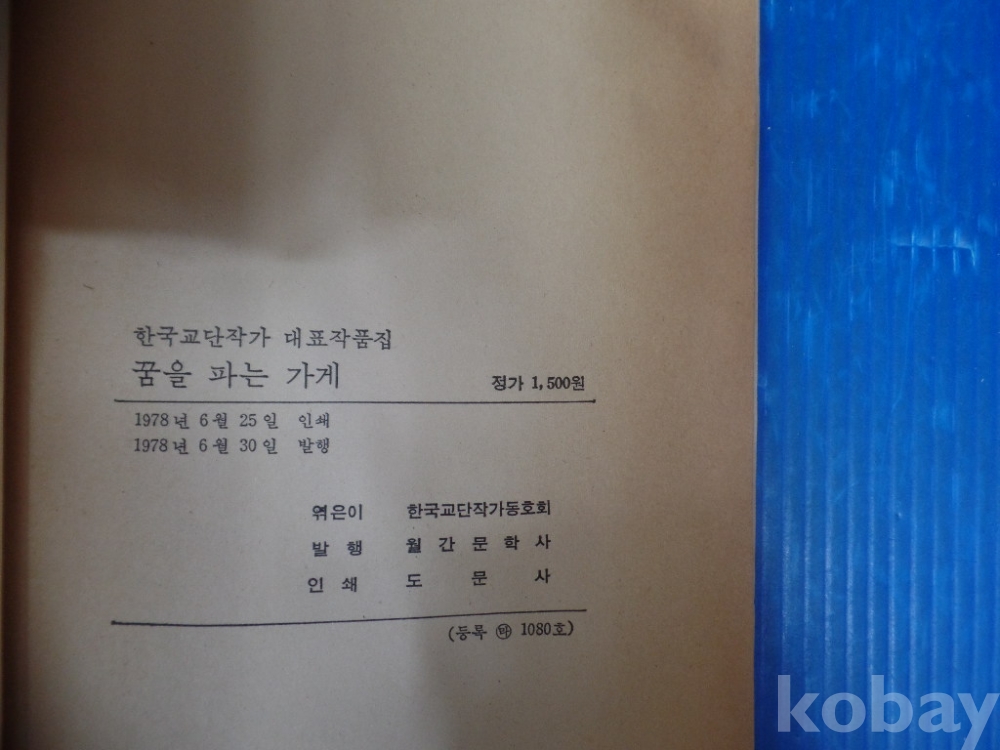 한국교단작가 대표작품집
꿈을 파는 가게 정가 1,500원
1978년 6월 25일 인쇄
1978년 6월 30일 발행
엮은이 한국교단작가동호회
발 행 월 간 문 학 사
인 쇄 도 문 사
(등록 ㉮ 1080호)
kobay